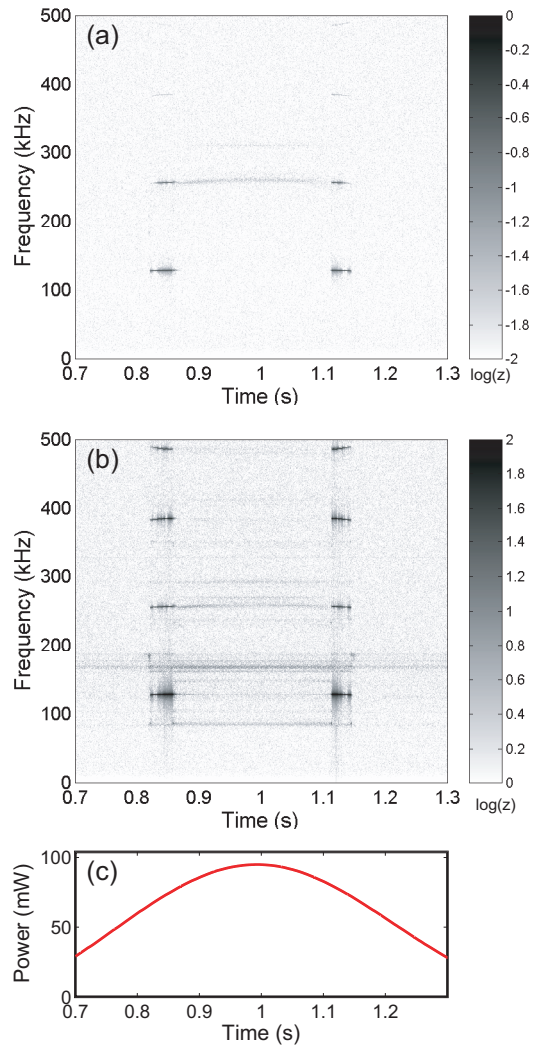 (a)
500
400
300
200
100
0
Frequency (kHz)
0.7 0.8 0.9 1 1.1 1.2 1.3
Time (s)
0
-0.2
-0.4
-0.6
-0.8
-1
-1.2
-1.4
-1.6
-1.8
-2
log(z)
(b)
500
400
300
200
100
0
Frequency (kHz)
0.7 0.8 0.9 1 1.1 1.2 1.3
Time (s)
2
1.8
1.6
1.4
1.2
1
0.8
0.6
0.4
0.2
0
log(z)
(c)
100
50
0
Power (mW)
0.7 0.8 0.9 1 1.1 1.2
Time (s)